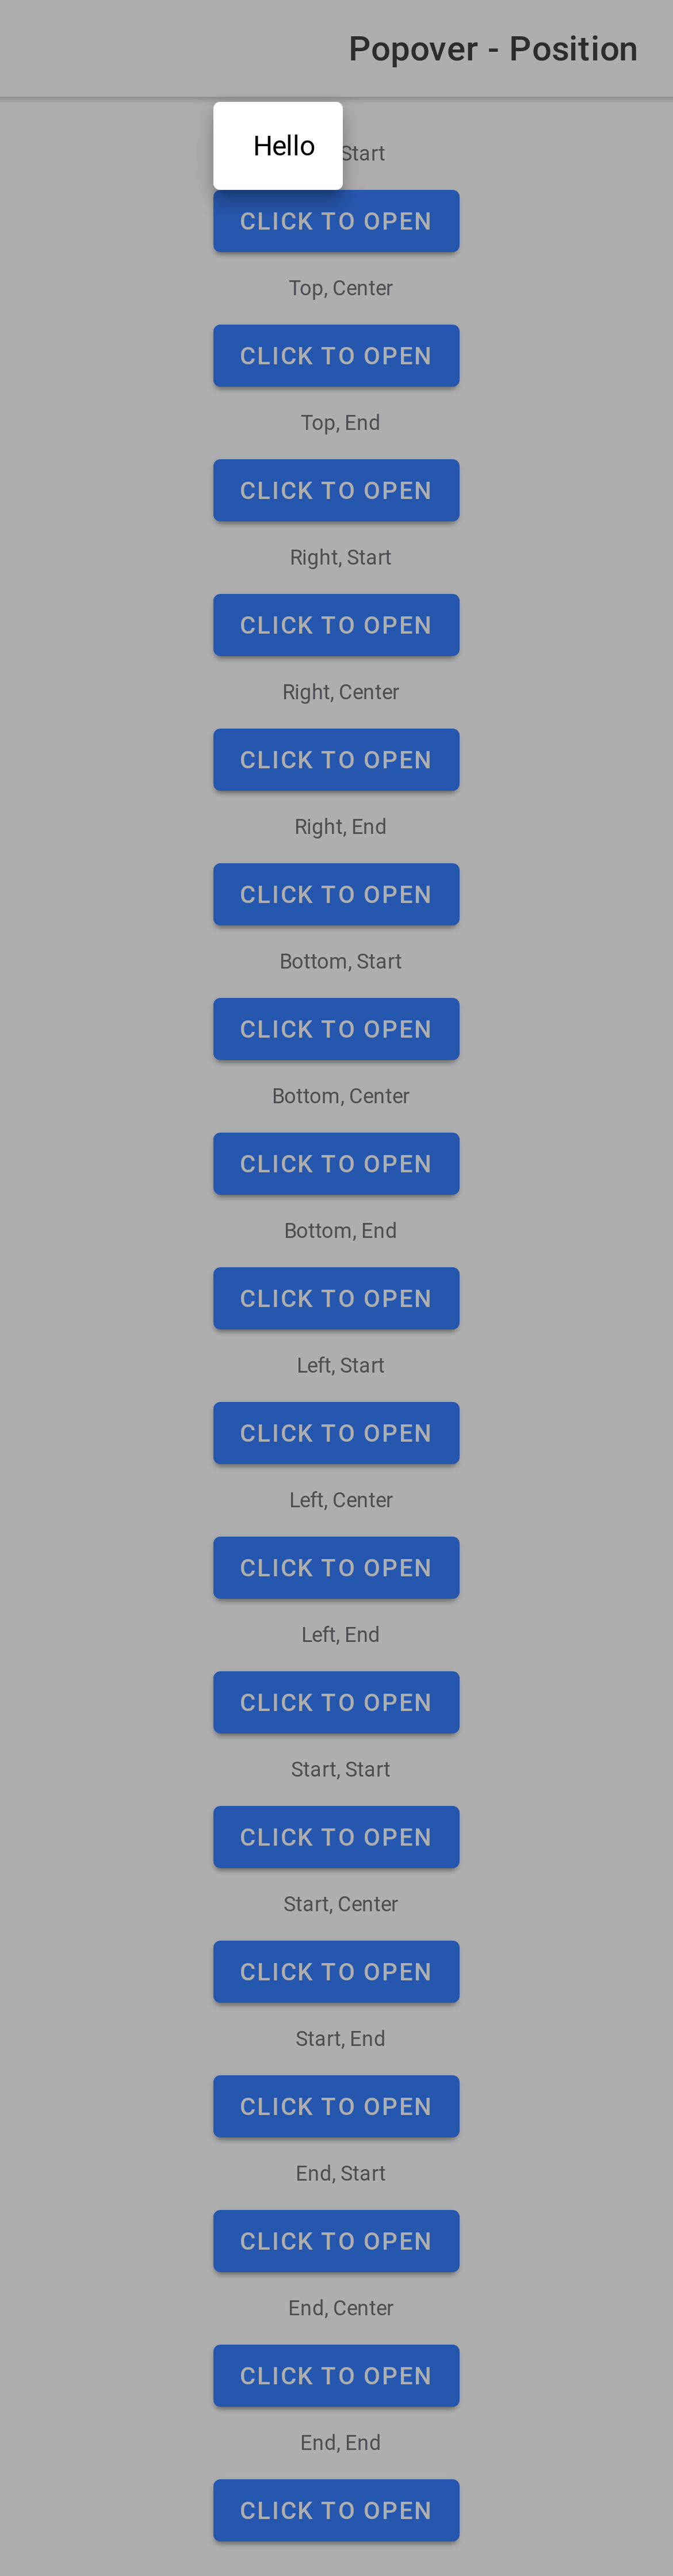 Popover - Position
Hello
Start
CLICK TO OPEN
Top, Center
CLICK TO OPEN
Top, End
CLICK TO OPEN
Right, Start
CLICK TO OPEN
Right, Center
CLICK TO OPEN
Right, End
CLICK TO OPEN
Bottom, Start
CLICK TO OPEN
Bottom, Center
CLICK TO OPEN
Bottom, End
CLICK TO OPEN
Left, Start
CLICK TO OPEN
Left, Center
CLICK TO OPEN
Left, End
CLICK TO OPEN
Start, Start
CLICK TO OPEN
Start, Center
CLICK TO OPEN
Start, End
CLICK TO OPEN
End, Start
CLICK TO OPEN
End, Center
CLICK TO OPEN
End, End
CLICK TO OPEN